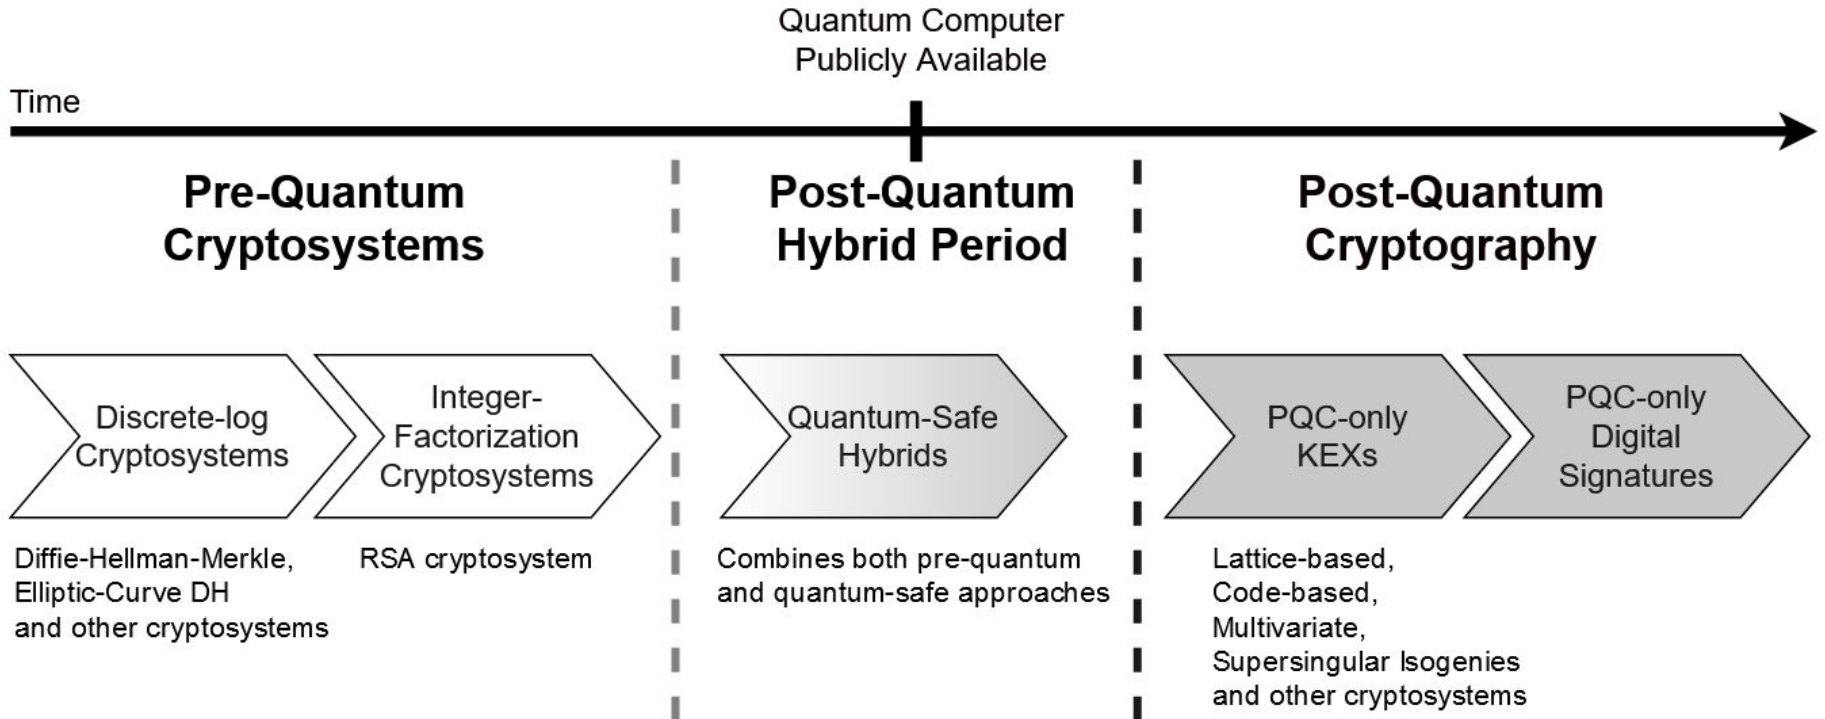 Quantum Computer
Publicly Available
Time
Pre-Quantum
Cryptosystems
Post-Quantum
Hybrid Period
Post-Quantum
Cryptography
Discrete-log
Cryptosystems
Integer-
Factorization
Cryptosystems
Quantum-Safe
Hybrids
PQC-only
KEXs
PQC-only
Digital
Signatures
Diffie-Hellman-Merkle,
Elliptic-Curve DH
and other cryptosystems
RSA cryptosystem
Combines both pre-quantum
and quantum-safe approaches
Lattice-based,
Code-based,
Multivariate,
Supersingular Isogenies
and other cryptosystems